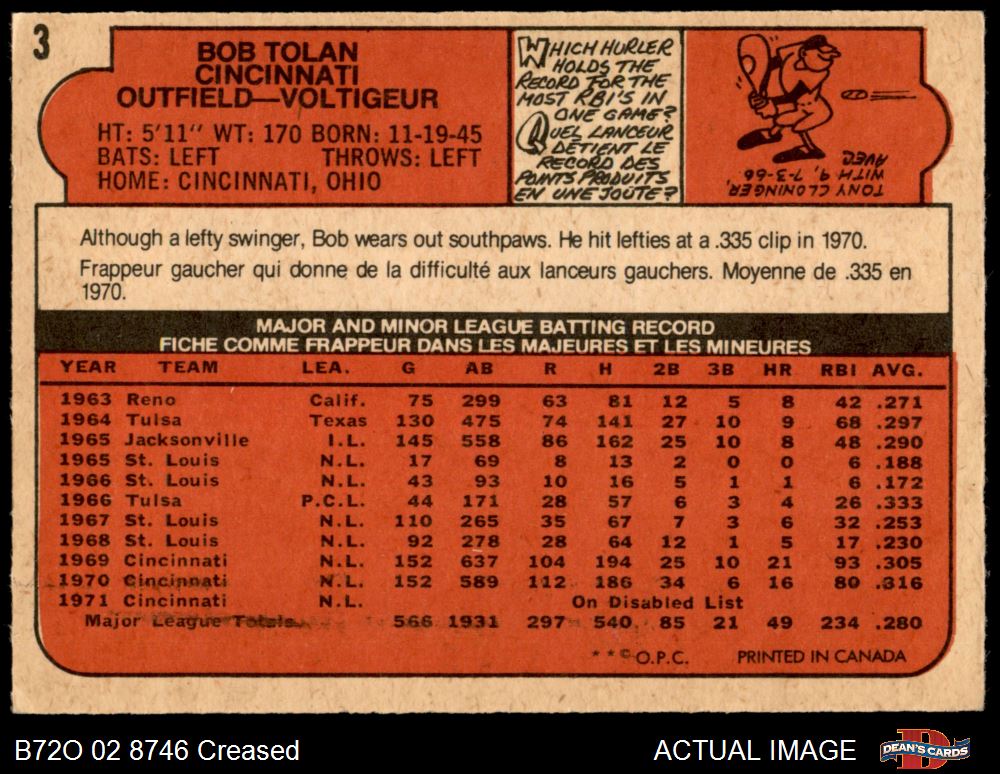 3
BOB TOLAN
CINCINNATI
OUTFIELD—VOLTIGEUR
HT: 5'11" WT: 170 BORN: 11-19-45
BATS: LEFT THROWS: LEFT
HOME: CINCINNATI, OHIO
WHICH HURLER
HOLDS THE
RECORD FOR THE
MOST RBI'S IN
ONE GAME?
QUEL LANCEUR
DÉTIENT LE
RECORD DES
POINTS PRODUITS
EN UNE JOÛTE?
TONY CLONINGER,
WITH 9, 7-3-66
AVEC
Although a lefty swinger, Bob wears out southpaws. He hit lefties at a .335 clip in 1970.
Frappeur gaucher qui donne de la difficulté aux lanceurs gauchers. Moyenne de .335 en
1970.
MAJOR AND MINOR LEAGUE BATTING RECORD
FICHE COMME FRAPPEUR DANS LES MAJEURES ET LES MINEURES
YEAR TEAM LEA. G AB R H 2B 3B HR RBI AVG.
1963 Reno Calif. 75 299 63 81 12 5 8 42 .271
1964 Tulsa Texas 130 475 74 141 27 10 9 68 .297
1965 Jacksonville I.L. 145 558 86 162 25 10 8 48 .290
1965 St. Louis N.L. 17 69 8 13 2 0 0 6 .188
1966 St. Louis N.L. 43 93 10 16 5 1 1 6 .172
1966 Tulsa P.C.L. 44 171 28 57 6 3 4 26 .333
1967 St. Louis N.L. 110 265 35 67 7 3 6 32 .253
1968 St. Louis N.L. 92 278 28 64 12 1 5 17 .230
1969 Cincinnati N.L. 152 637 104 194 25 10 21 93 .305
1970 Cincinnati N.L. 152 589 112 186 34 6 16 80 .316
1971 Cincinnati N.L. On Disabled List
Major League Totals 566 1931 297 540 85 21 49 234 .280
**©O.P.C. PRINTED IN CANADA
B72O 02 8746 Creased ACTUAL IMAGE DEAN'S CARDS